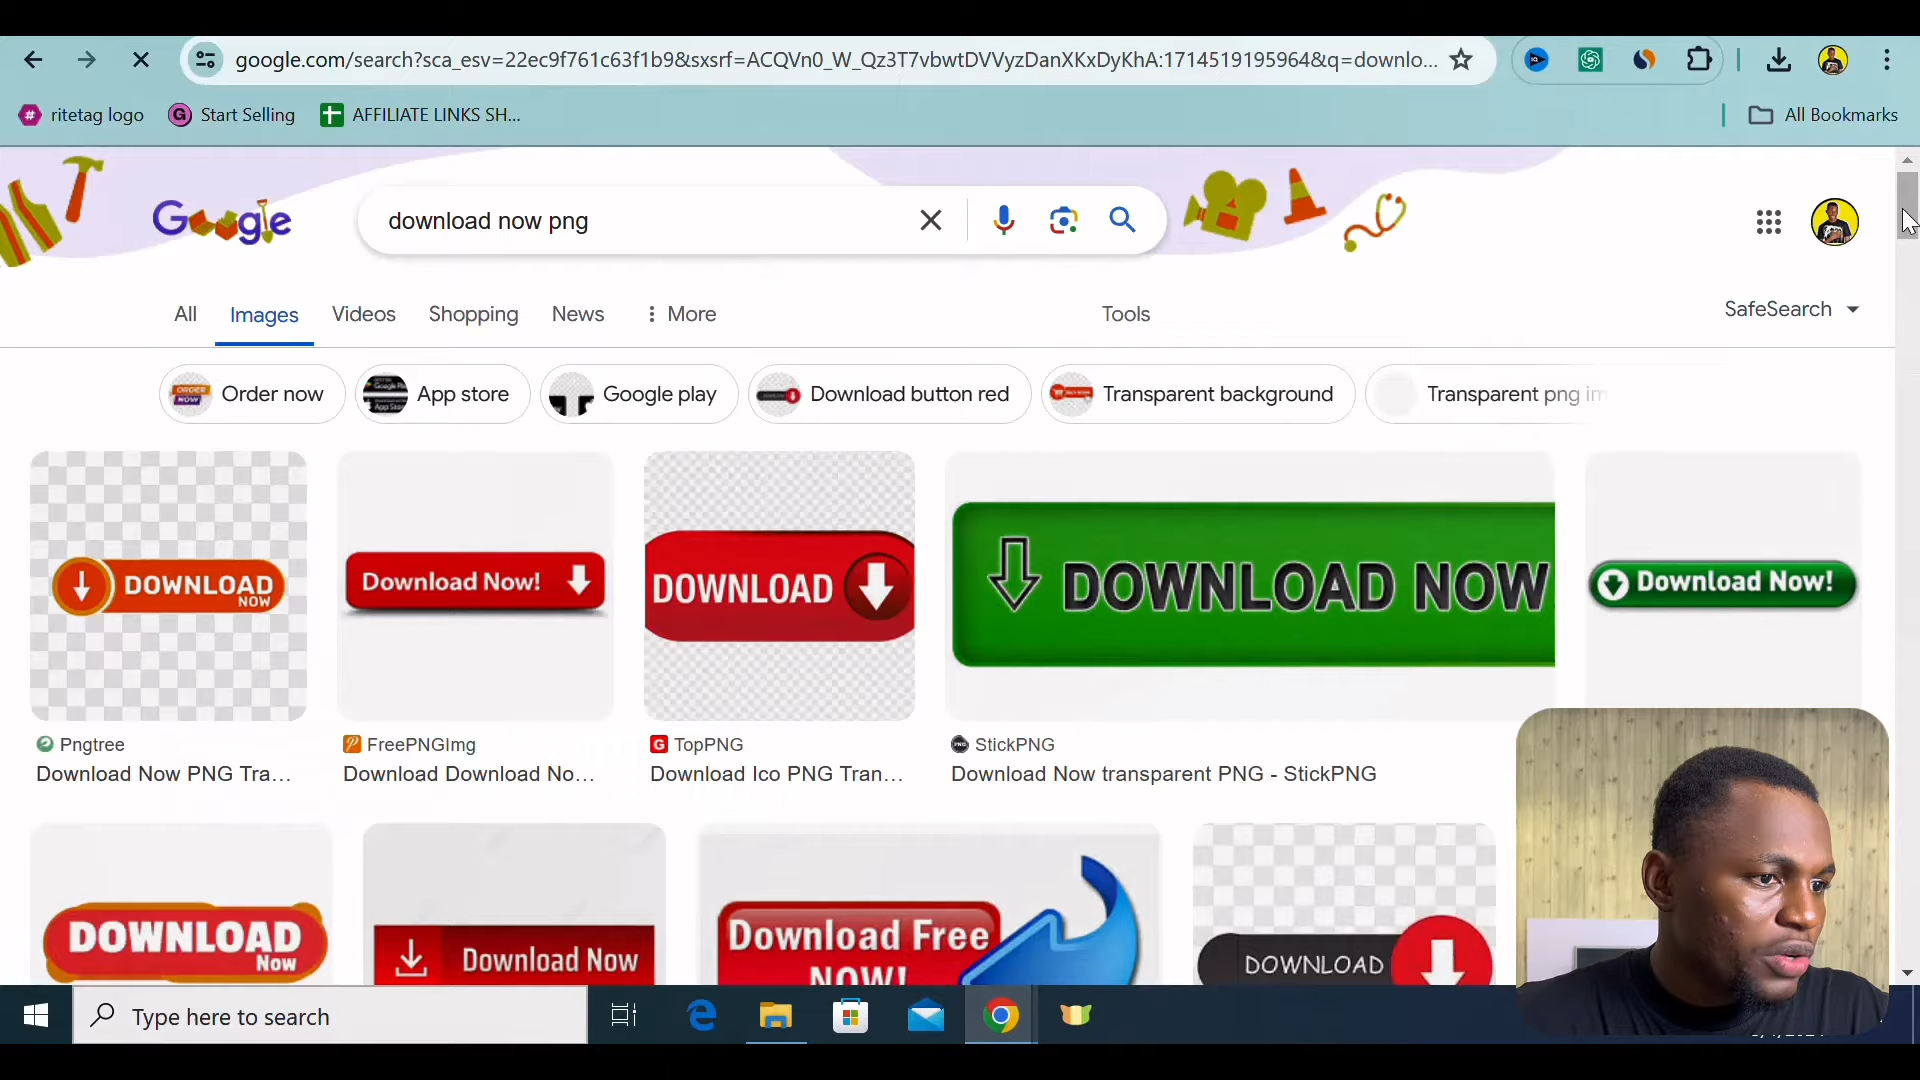 google.com/search?sca_esv=22ec9f761c63f1b9&sxsrf=ACQVn0_W_Qz3T7vbwtDVVyzDanXKxDyKhA:1714519195964&q=downlo...
ritetag logo
Start Selling
AFFILIATE LINKS SH...
All Bookmarks
Google
download now png
All
Images
Videos
Shopping
News
More
Tools
SafeSearch
Order now
App store
Google play
Download button red
Transparent background
Transparent png im
DOWNLOAD
NOW
Download Now!
DOWNLOAD
DOWNLOAD NOW
Download Now!
Pngtree
Download Now PNG Tra...
FreePNGImg
Download Download No...
TopPNG
Download Ico PNG Tran...
StickPNG
Download Now transparent PNG - StickPNG
DOWNLOAD
Now
Download Now
Download Free
NOW!
DOWNLOAD
Type here to search